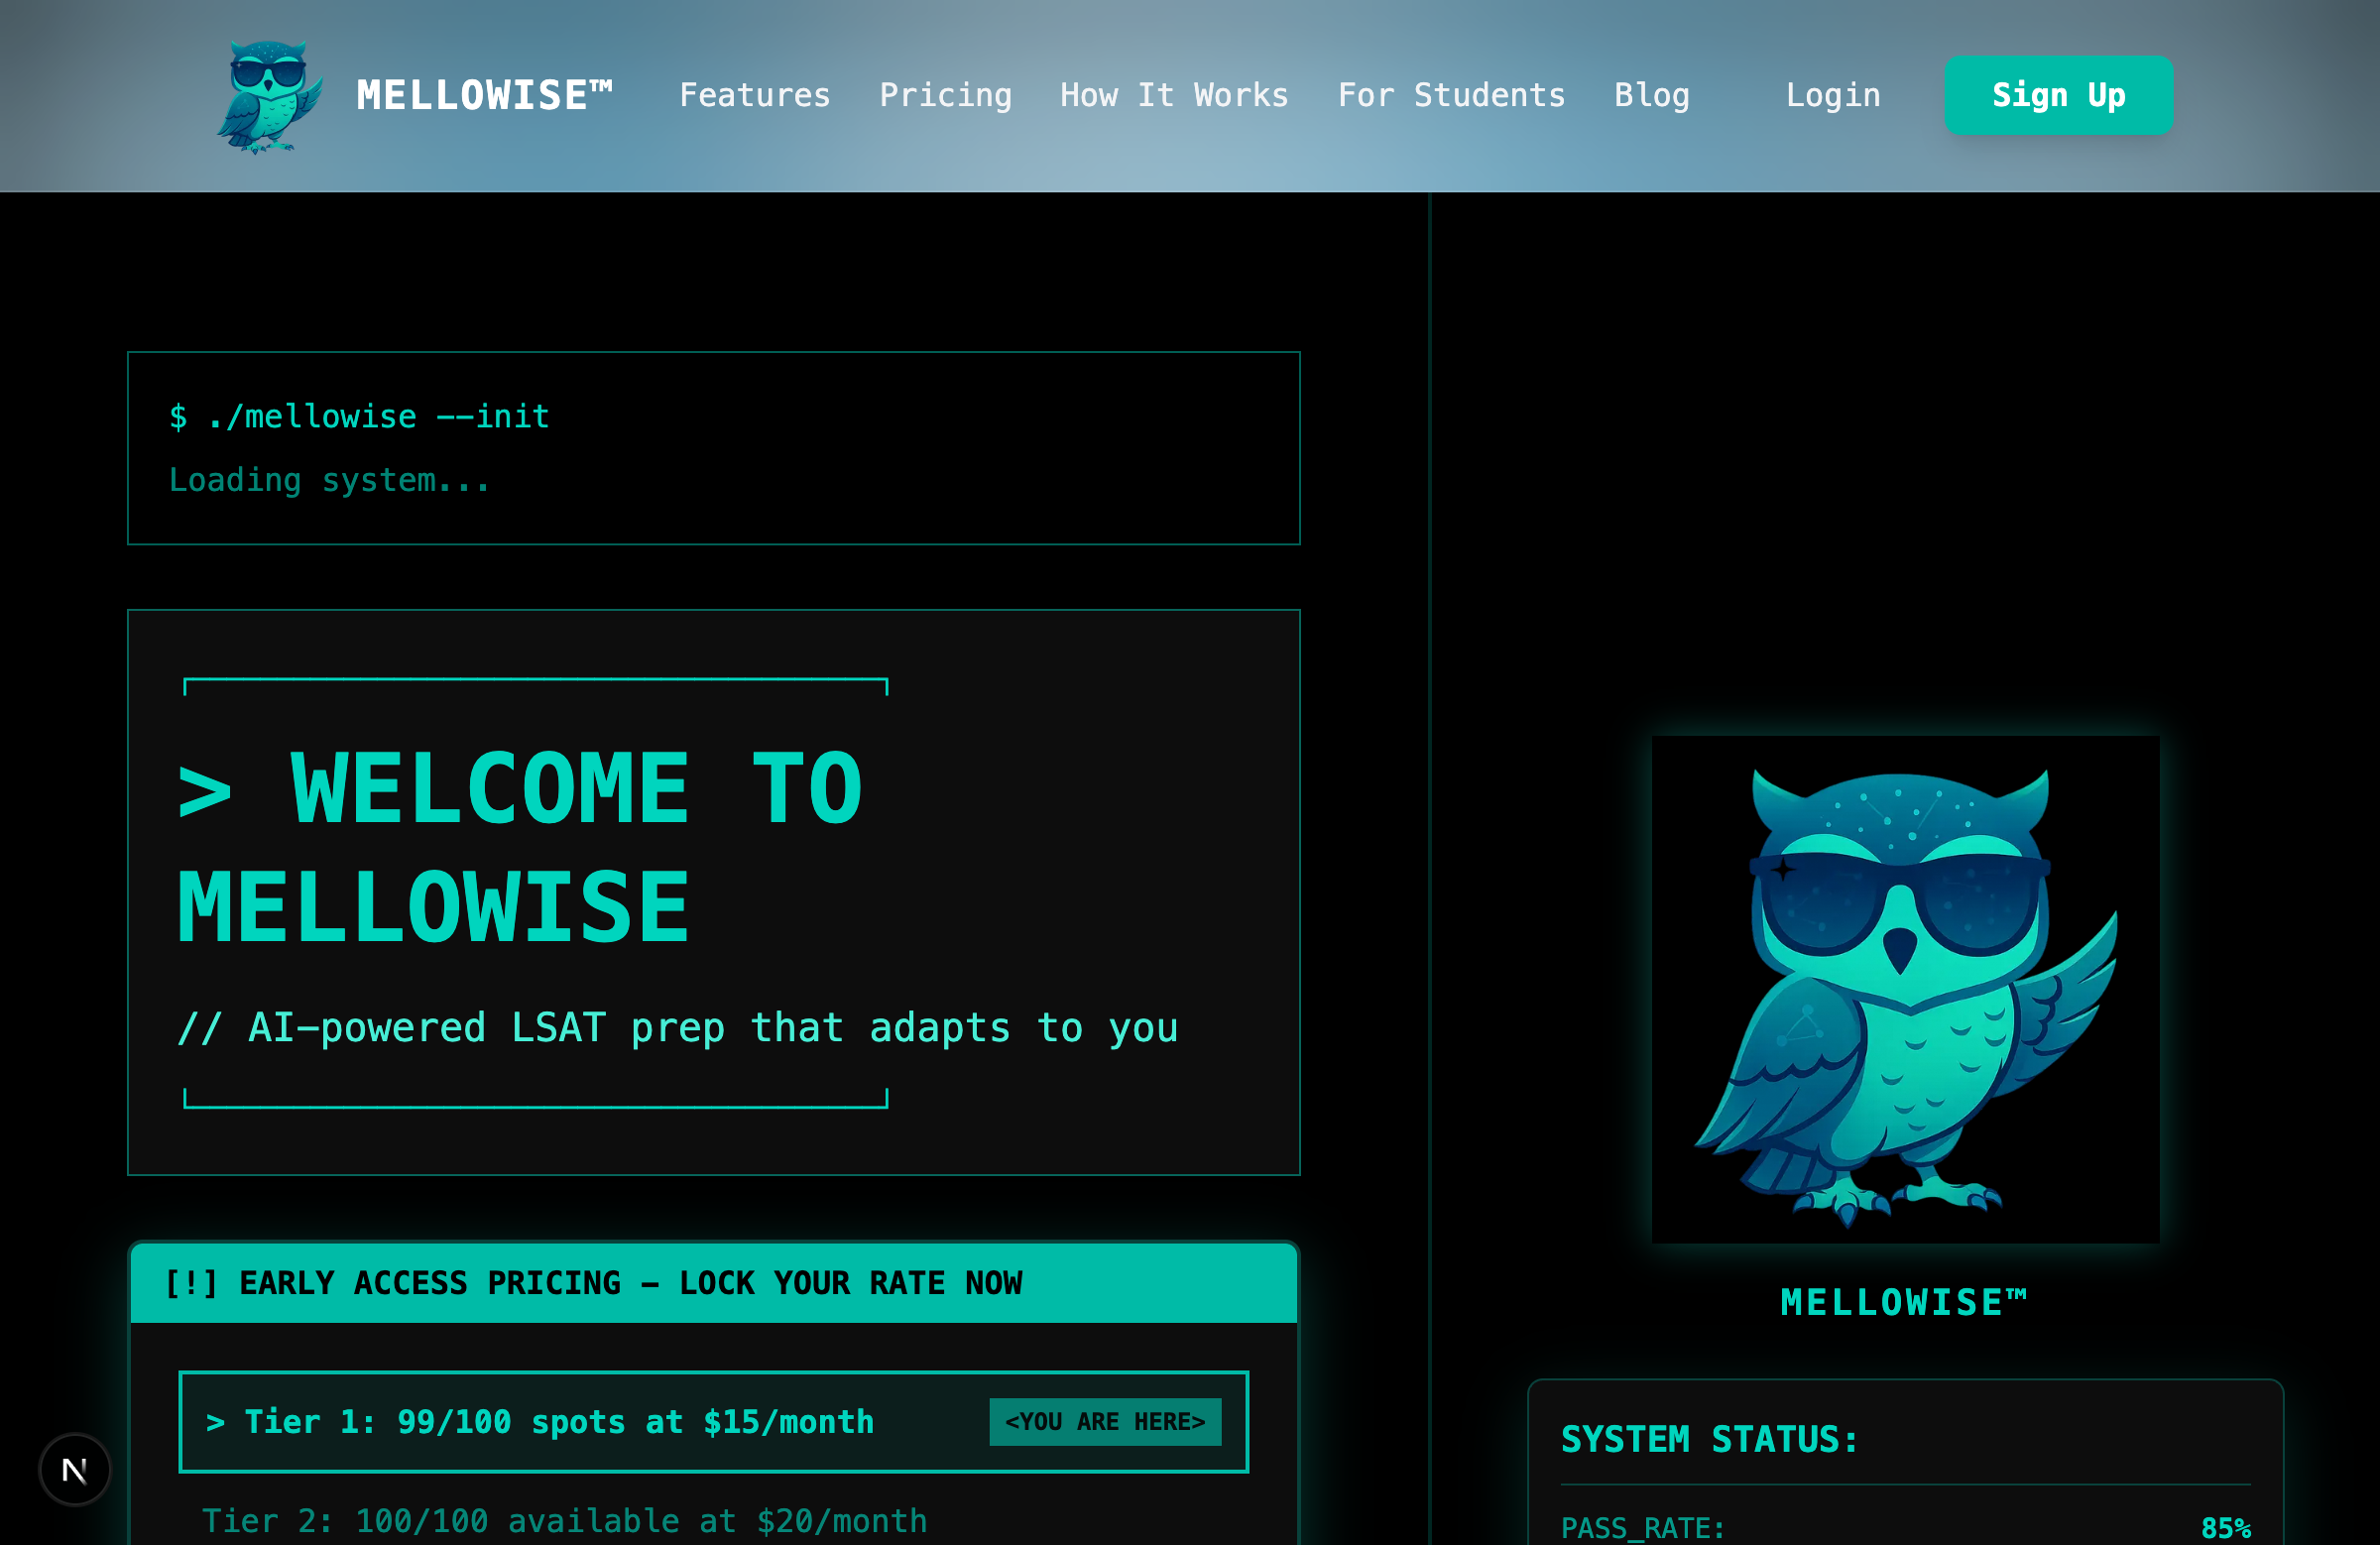 MELLOWISE™ Features Pricing How It Works For Students Blog Login Sign Up
$ ./mellowise --init
Loading system...
> WELCOME TO
MELLOWISE
// AI-powered LSAT prep that adapts to you
[!] EARLY ACCESS PRICING - LOCK YOUR RATE NOW
> Tier 1: 99/100 spots at $15/month <YOU ARE HERE>
Tier 2: 100/100 available at $20/month
N
MELLOWISE™
SYSTEM STATUS:
PASS_RATE: 85%